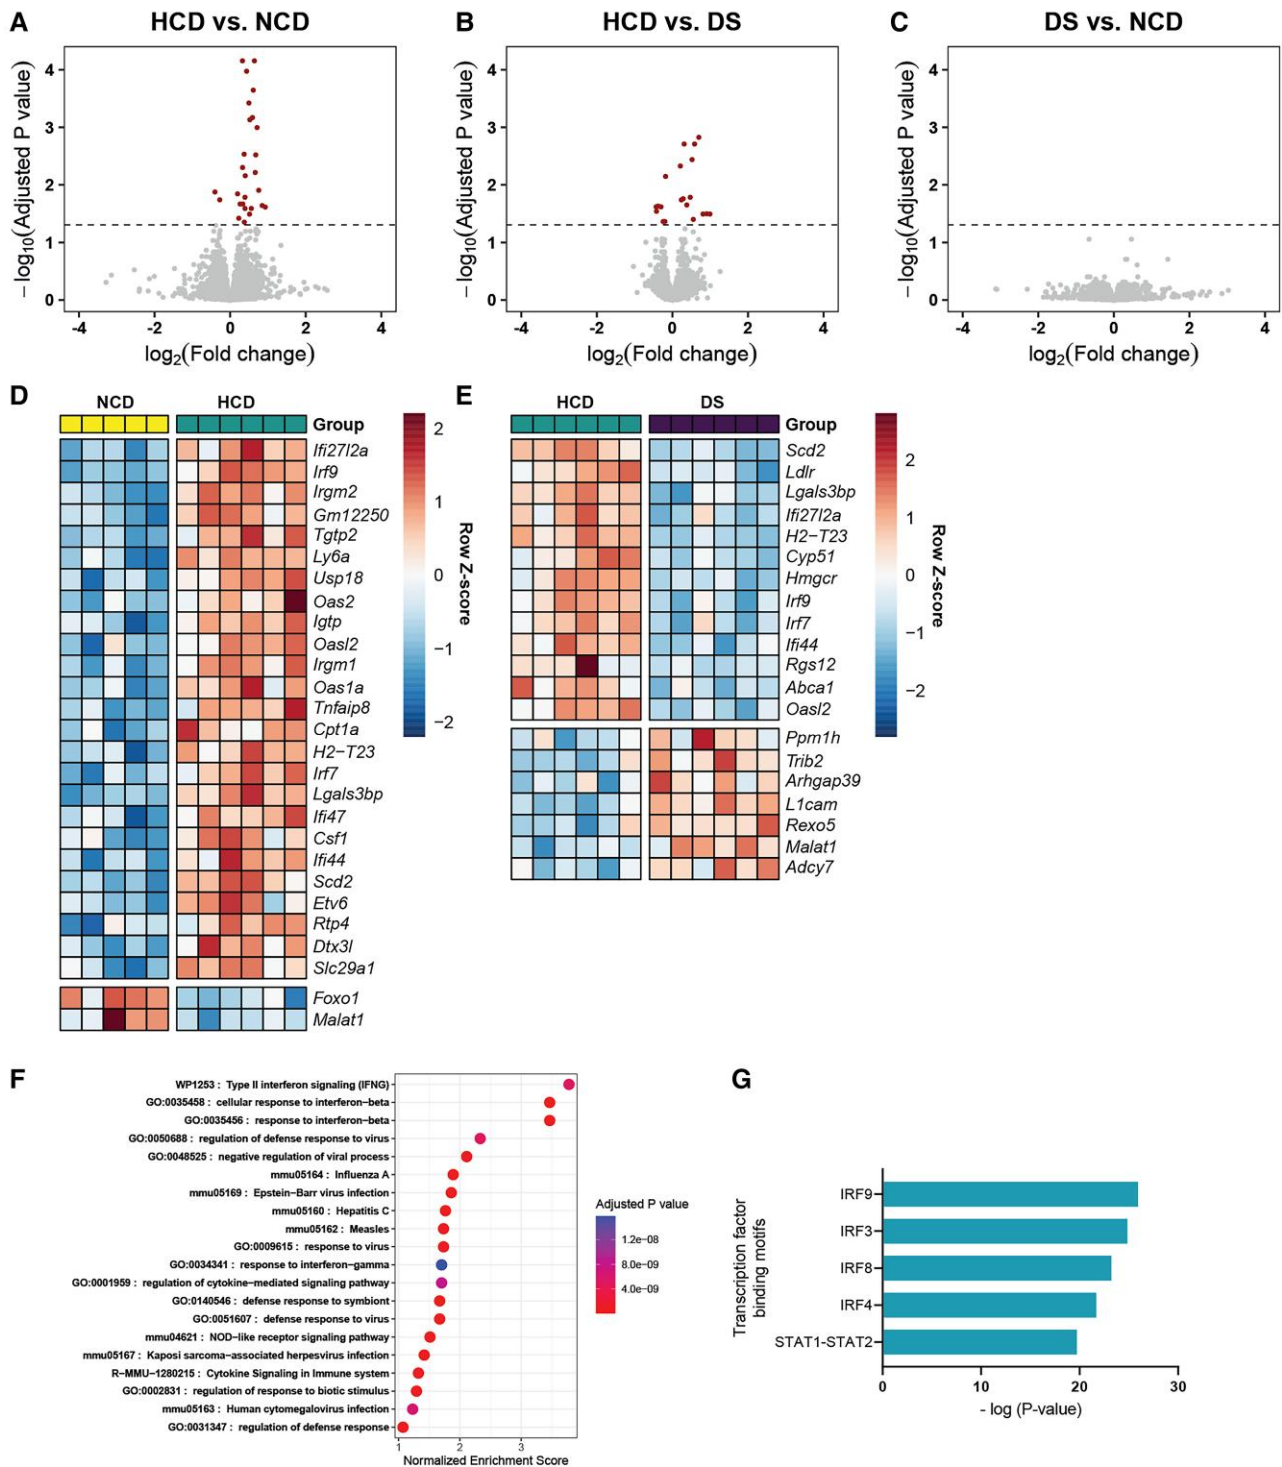 A
HCD vs. NCD
− log10(Adjusted P value)
4
3
2
1
0
-4
-2
0
2
4
log2(Fold change)
B
HCD vs. DS
− log10(Adjusted P value)
4
3
2
1
0
-4
-2
0
2
4
log2(Fold change)
C
DS vs. NCD
− log10(Adjusted P value)
4
3
2
1
0
-4
-2
0
2
4
log2(Fold change)
D
NCD
HCD
Group
Ifi27l2a
Irf9
Irgm2
Gm12250
Tgtp2
Ly6a
Usp18
Oas2
Igtp
Oasl2
Irgm1
Oas1a
Tnfaip8
Cpt1a
H2−T23
Irf7
Lgals3bp
Ifi47
Csf1
Ifi44
Scd2
Etv6
Rtp4
Dtx3l
Slc29a1
Foxo1
Malat1
2
1
0
−1
−2
Row Z-score
E
HCD
DS
Group
Scd2
Ldlr
Lgals3bp
Ifi27l2a
H2−T23
Cyp51
Hmgcr
Irf9
Irf7
Ifi44
Rgs12
Abca1
Oasl2
Ppm1h
Trib2
Arhgap39
L1cam
Rexo5
Malat1
Adcy7
2
1
0
−1
−2
Row Z-score
F
WP1253 : Type II interferon signaling (IFNG)
GO:0035458 : cellular response to interferon−beta
GO:0035456 : response to interferon−beta
GO:0050688 : regulation of defense response to virus
GO:0048525 : negative regulation of viral process
mmu05164 : Influenza A
mmu05169 : Epstein−Barr virus infection
mmu05160 : Hepatitis C
mmu05162 : Measles
GO:0009615 : response to virus
GO:0034341 : response to interferon−gamma
GO:0001959 : regulation of cytokine−mediated signaling pathway
GO:0140546 : defense response to symbiont
GO:0051607 : defense response to virus
mmu04621 : NOD−like receptor signaling pathway
mmu05167 : Kaposi sarcoma−associated herpesvirus infection
R−MMU−1280215 : Cytokine Signaling in Immune system
GO:0002831 : regulation of response to biotic stimulus
mmu05163 : Human cytomegalovirus infection
GO:0031347 : regulation of defense response
1
2
3
Normalized Enrichment Score
Adjusted P value
1.2e−08
8.0e−09
4.0e−09
G
Transcription factor
binding motifs
IRF9
IRF3
IRF8
IRF4
STAT1-STAT2
0
10
20
30
- log (P-value)